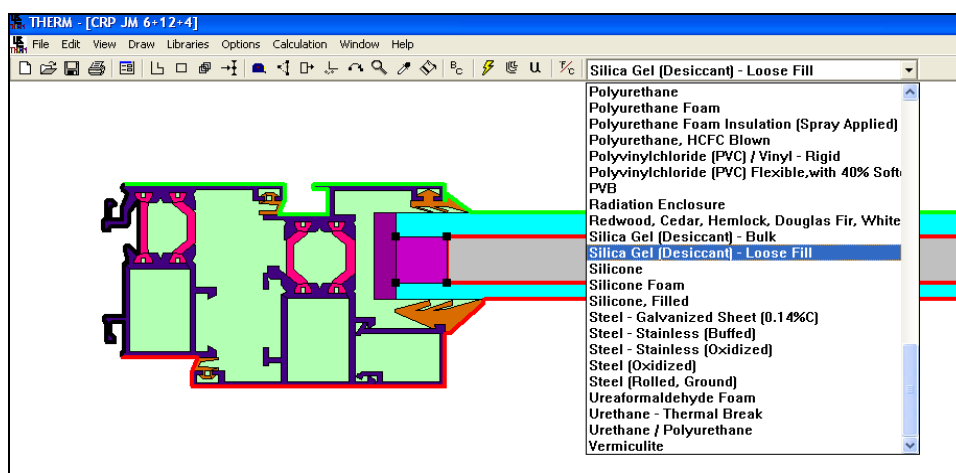 THERM - [CRP JM 6+12+4]
File Edit View Draw Libraries Options Calculation Window Help
BC U T/C Silica Gel (Desiccant) - Loose Fill
Polyurethane
Polyurethane Foam
Polyurethane Foam Insulation (Spray Applied)
Polyurethane, HCFC Blown
Polyvinylchloride (PVC) / Vinyl - Rigid
Polyvinylchloride (PVC) Flexible,with 40% Soft
PVB
Radiation Enclosure
Redwood, Cedar, Hemlock, Douglas Fir, White
Silica Gel (Desiccant) - Bulk
Silica Gel (Desiccant) - Loose Fill
Silicone
Silicone Foam
Silicone, Filled
Steel - Galvanized Sheet (0.14%C)
Steel - Stainless (Buffed)
Steel - Stainless (Oxidized)
Steel (Oxidized)
Steel (Rolled, Ground)
Ureaformaldehyde Foam
Urethane - Thermal Break
Urethane / Polyurethane
Vermiculite